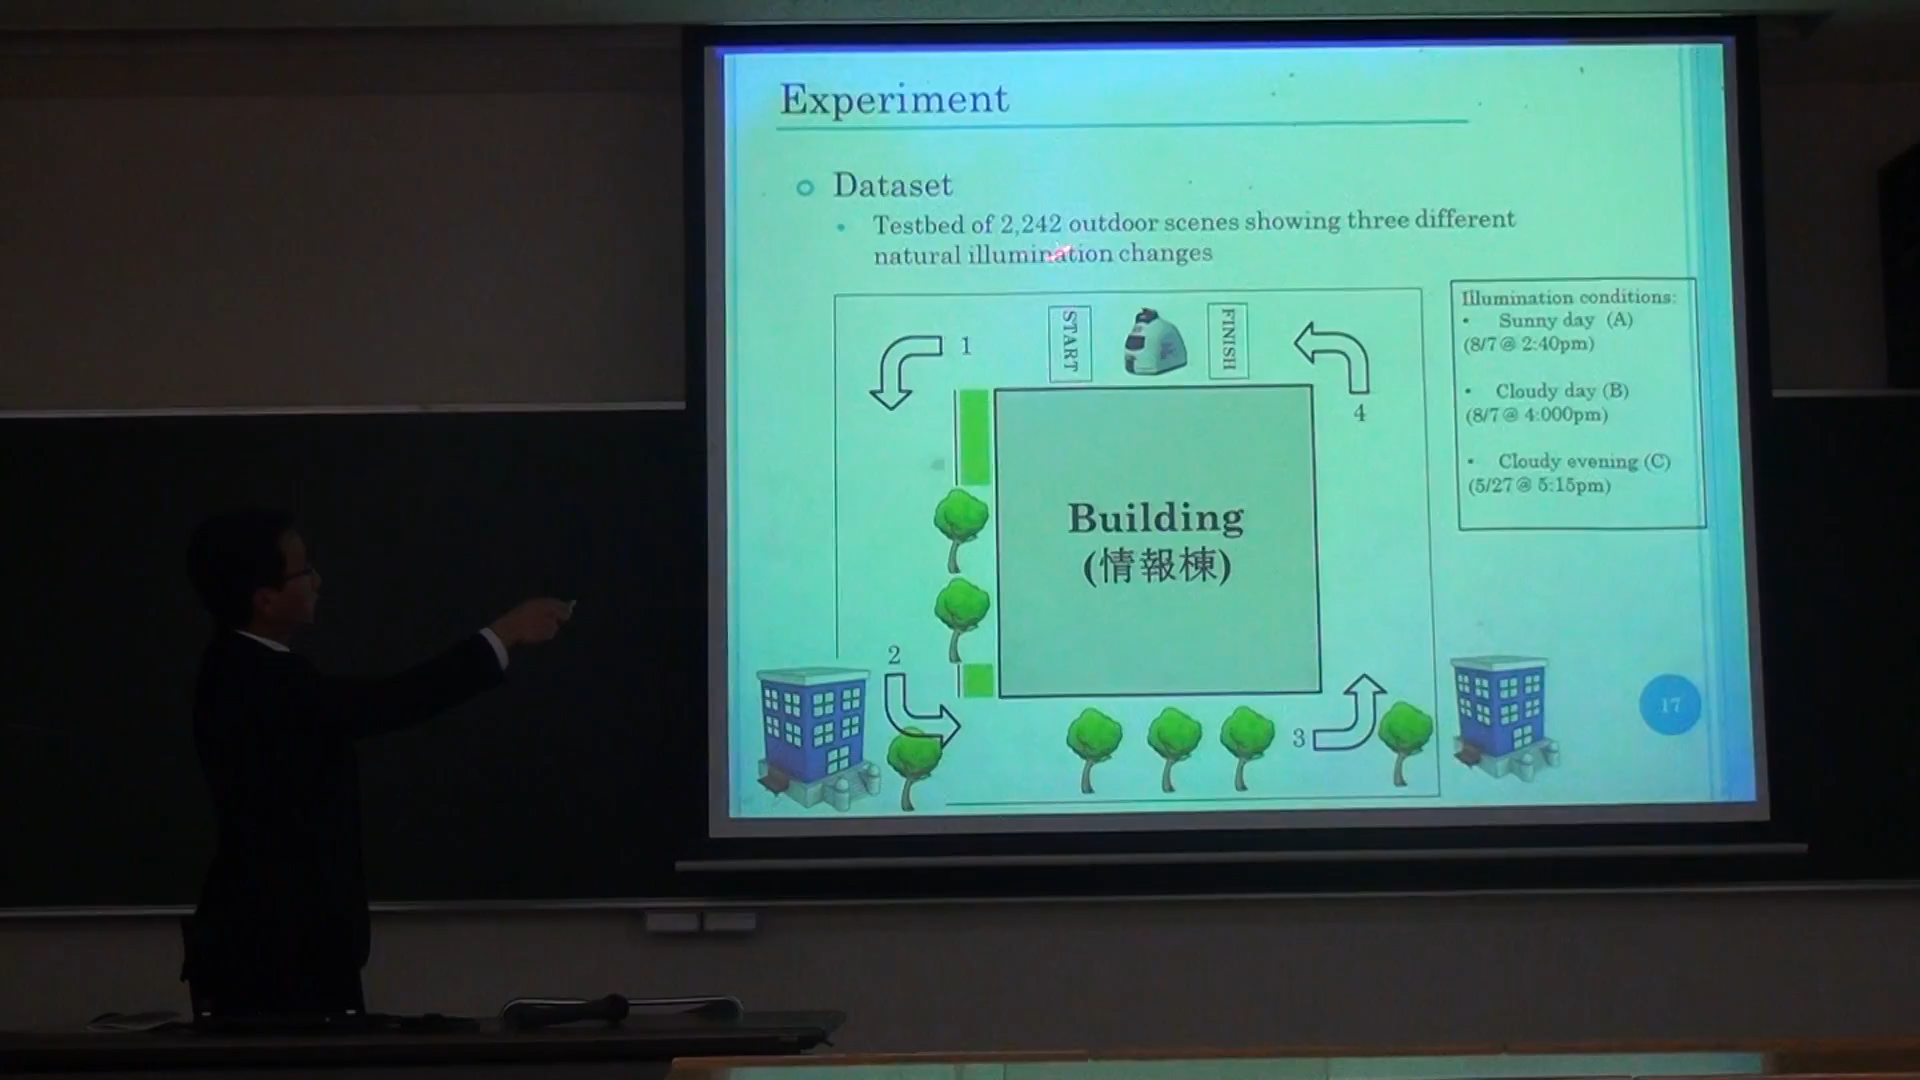 Experiment
Dataset
Testbed of 2,242 outdoor scenes showing three different
natural illumination changes
Illumination conditions:
Sunny day (A)
(8/7@ 2:40pm)
Cloudy day (B)
(8/7@ 4:000pm)
Cloudy evening (C)
(5/27@ 5:15pm)
START
FINISH
1
4
Building
(情報棟)
2
3
17